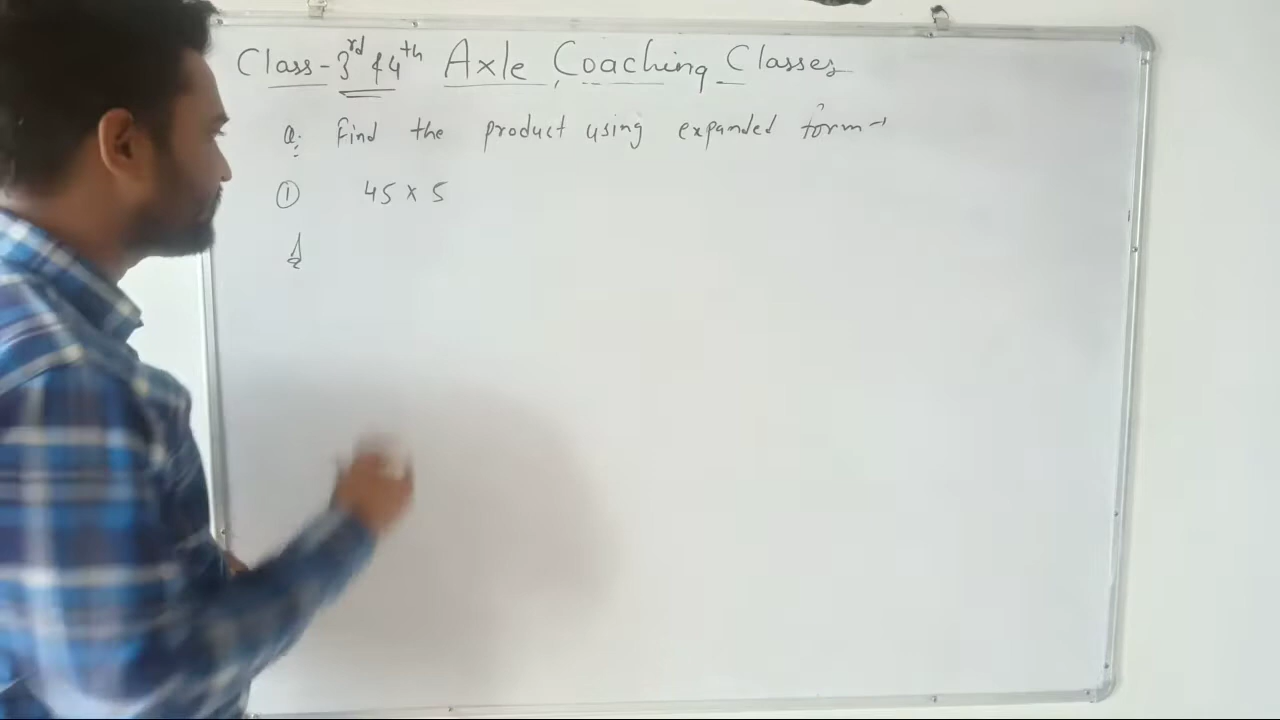 Class-3rd &4th Axle Coaching Classes
Q: Find the product using expanded form→
① 45 × 5